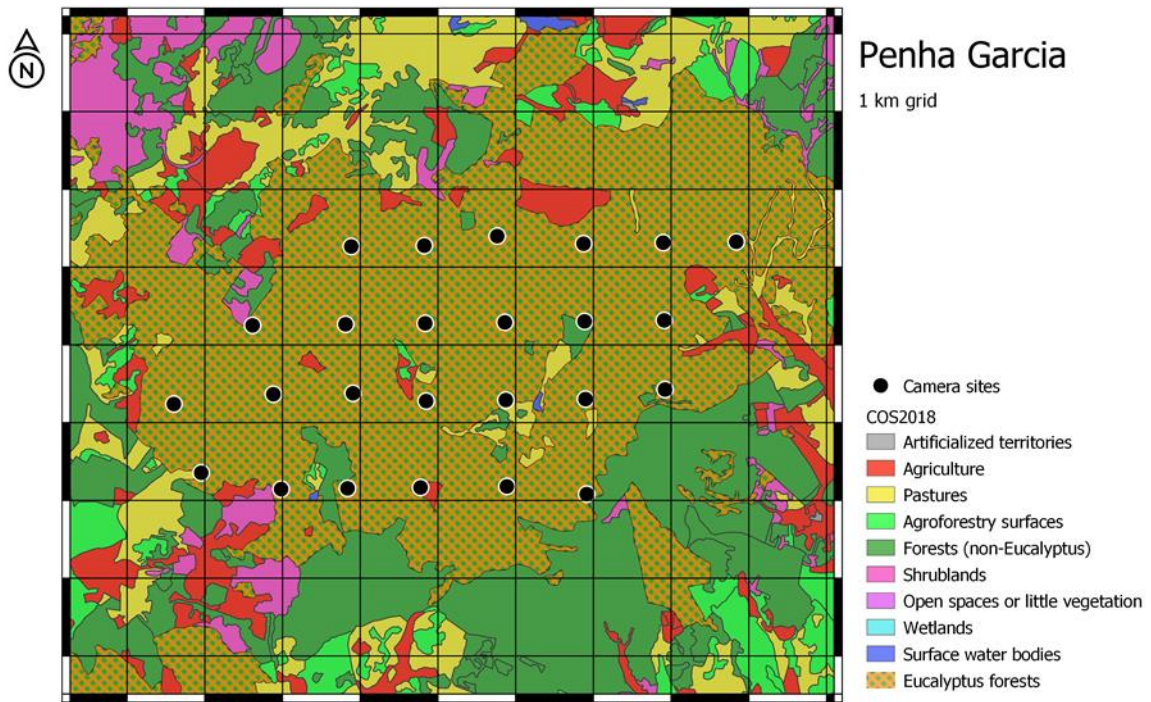 N
Penha Garcia
1 km grid
Camera sites
COS2018
Artificialized territories
Agriculture
Pastures
Agroforestry surfaces
Forests (non-Eucalyptus)
Shrublands
Open spaces or little vegetation
Wetlands
Surface water bodies
Eucalyptus forests